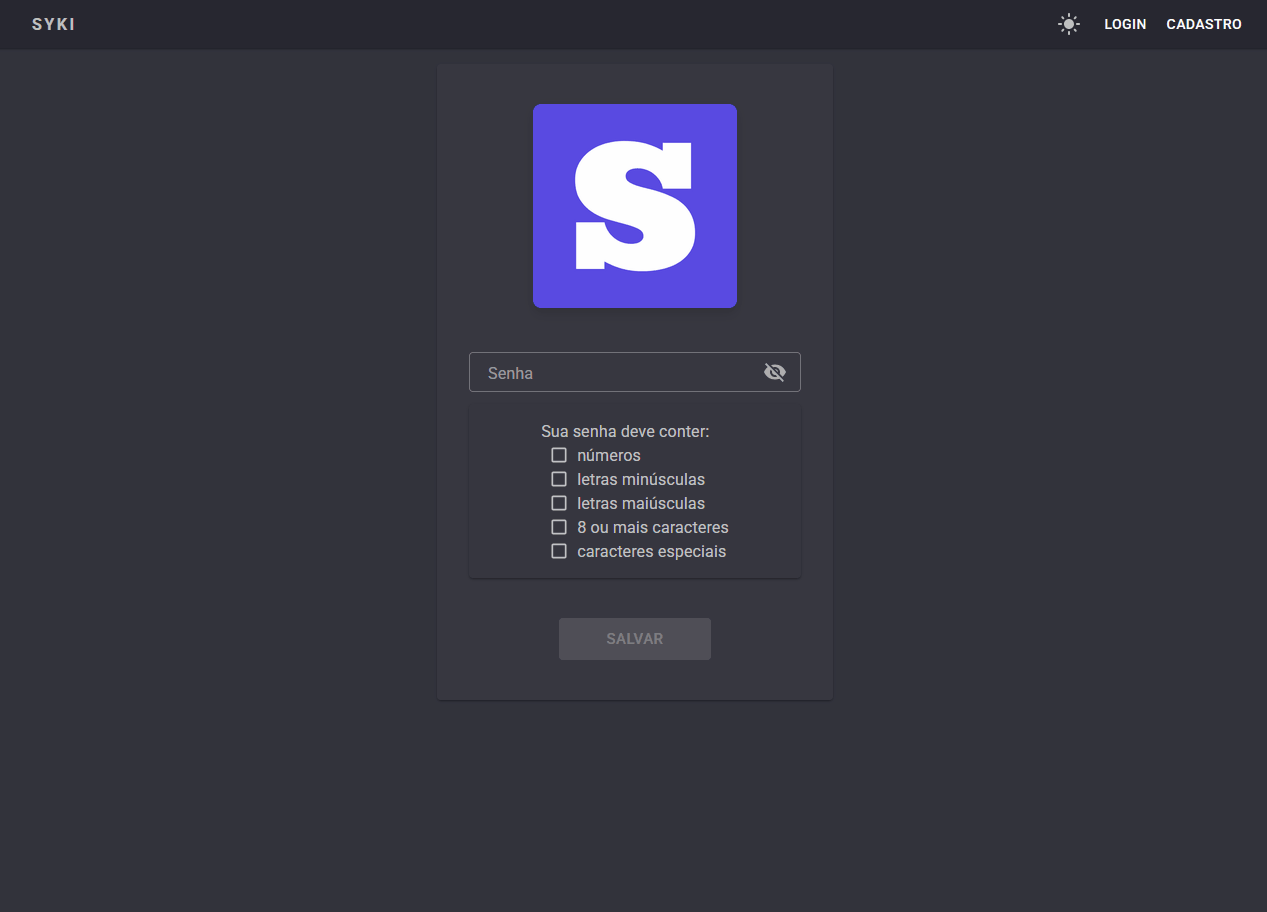 SYKI
LOGIN
CADASTRO
S
Senha
Sua senha deve conter:
números
letras minúsculas
letras maiúsculas
8 ou mais caracteres
caracteres especiais
SALVAR